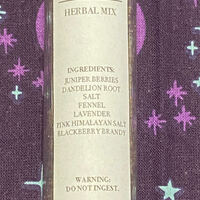 HERBAL MIX
INGREDIENTS:
JUNIPER BERRIES
DANDELION ROOT
SALT
FENNEL
LAVENDER
PINK HIMALAYAN SALT
BLACKBERRY BRANDY
WARNING:
DO NOT INGEST.